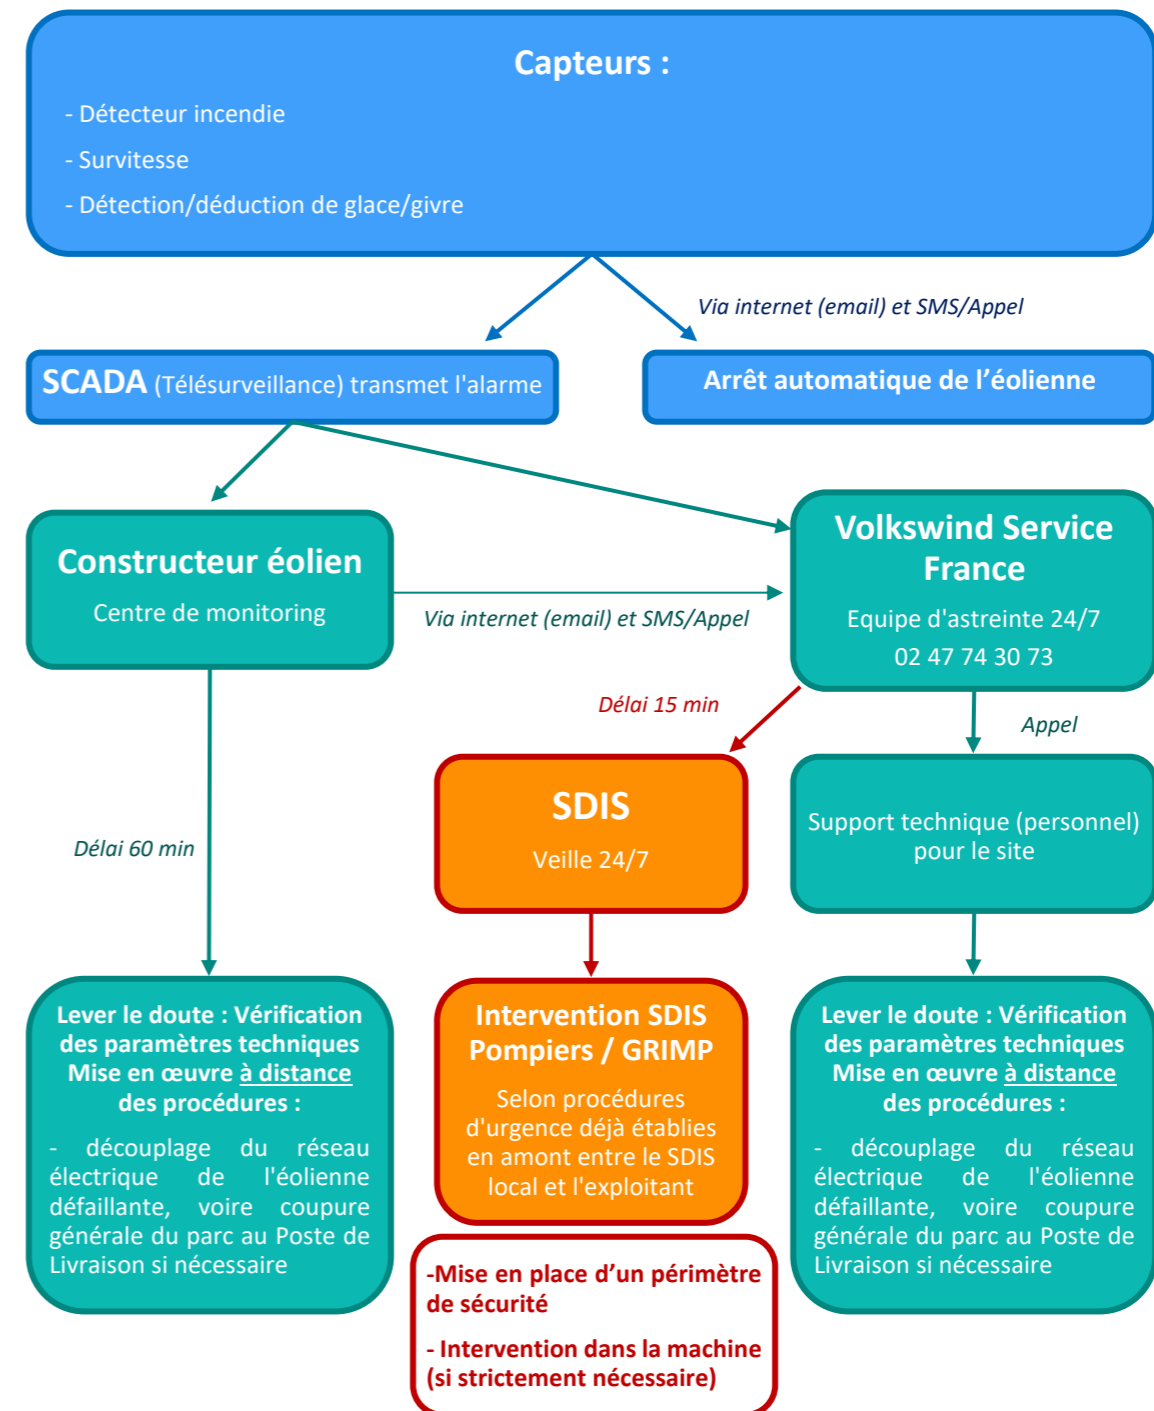 Capteurs :
- Détecteur incendie
- Survitesse
- Détection/déduction de glace/givre
Via internet (email) et SMS/Appel
SCADA (Télésurveillance) transmet l'alarme
Arrêt automatique de l’éolienne
Constructeur éolien
Centre de monitoring
Via internet (email) et SMS/Appel
Volkswind Service
France
Equipe d'astreinte 24/7
02 47 74 30 73
Délai 15 min
Appel
SDIS
Veille 24/7
Support technique (personnel)
pour le site
Délai 60 min
Lever le doute : Vérification
des paramètres techniques
Mise en œuvre à distance
des procédures :
- découplage du réseau
électrique de l'éolienne
défaillante, voire coupure
générale du parc au Poste de
Livraison si nécessaire
Intervention SDIS
Pompiers / GRIMP
Selon procédures
d'urgence déjà établies
en amont entre le SDIS
local et l'exploitant
-Mise en place d’un périmètre
de sécurité
- Intervention dans la machine
(si strictement nécessaire)
Lever le doute : Vérification
des paramètres techniques
Mise en œuvre à distance
des procédures :
- découplage du réseau
électrique de l'éolienne
défaillante, voire coupure
générale du parc au Poste de
Livraison si nécessaire